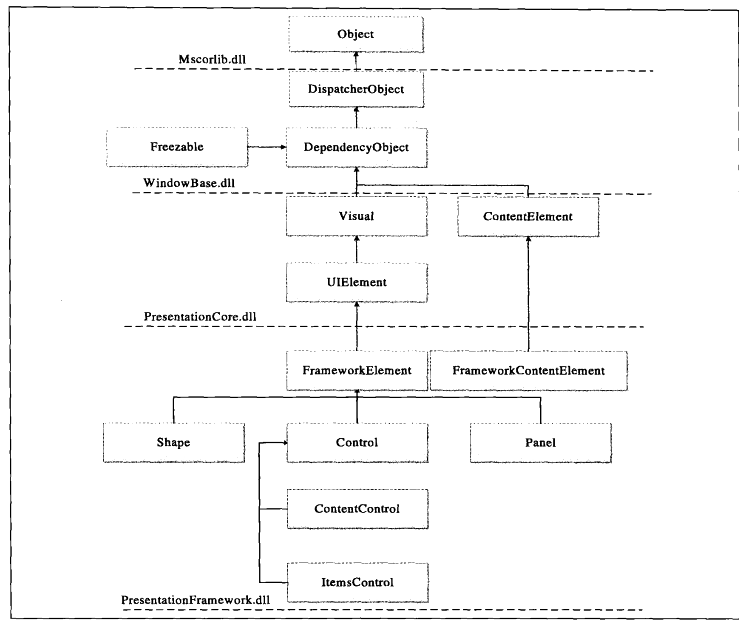 Object
Mscorlib.dll
DispatcherObject
Freezable
DependencyObject
WindowBase.dll
Visual
ContentElement
UIElement
PresentationCore.dll
FrameworkElement
FrameworkContentElement
Shape
Control
Panel
ContentControl
ItemsControl
PresentationFramework.dll